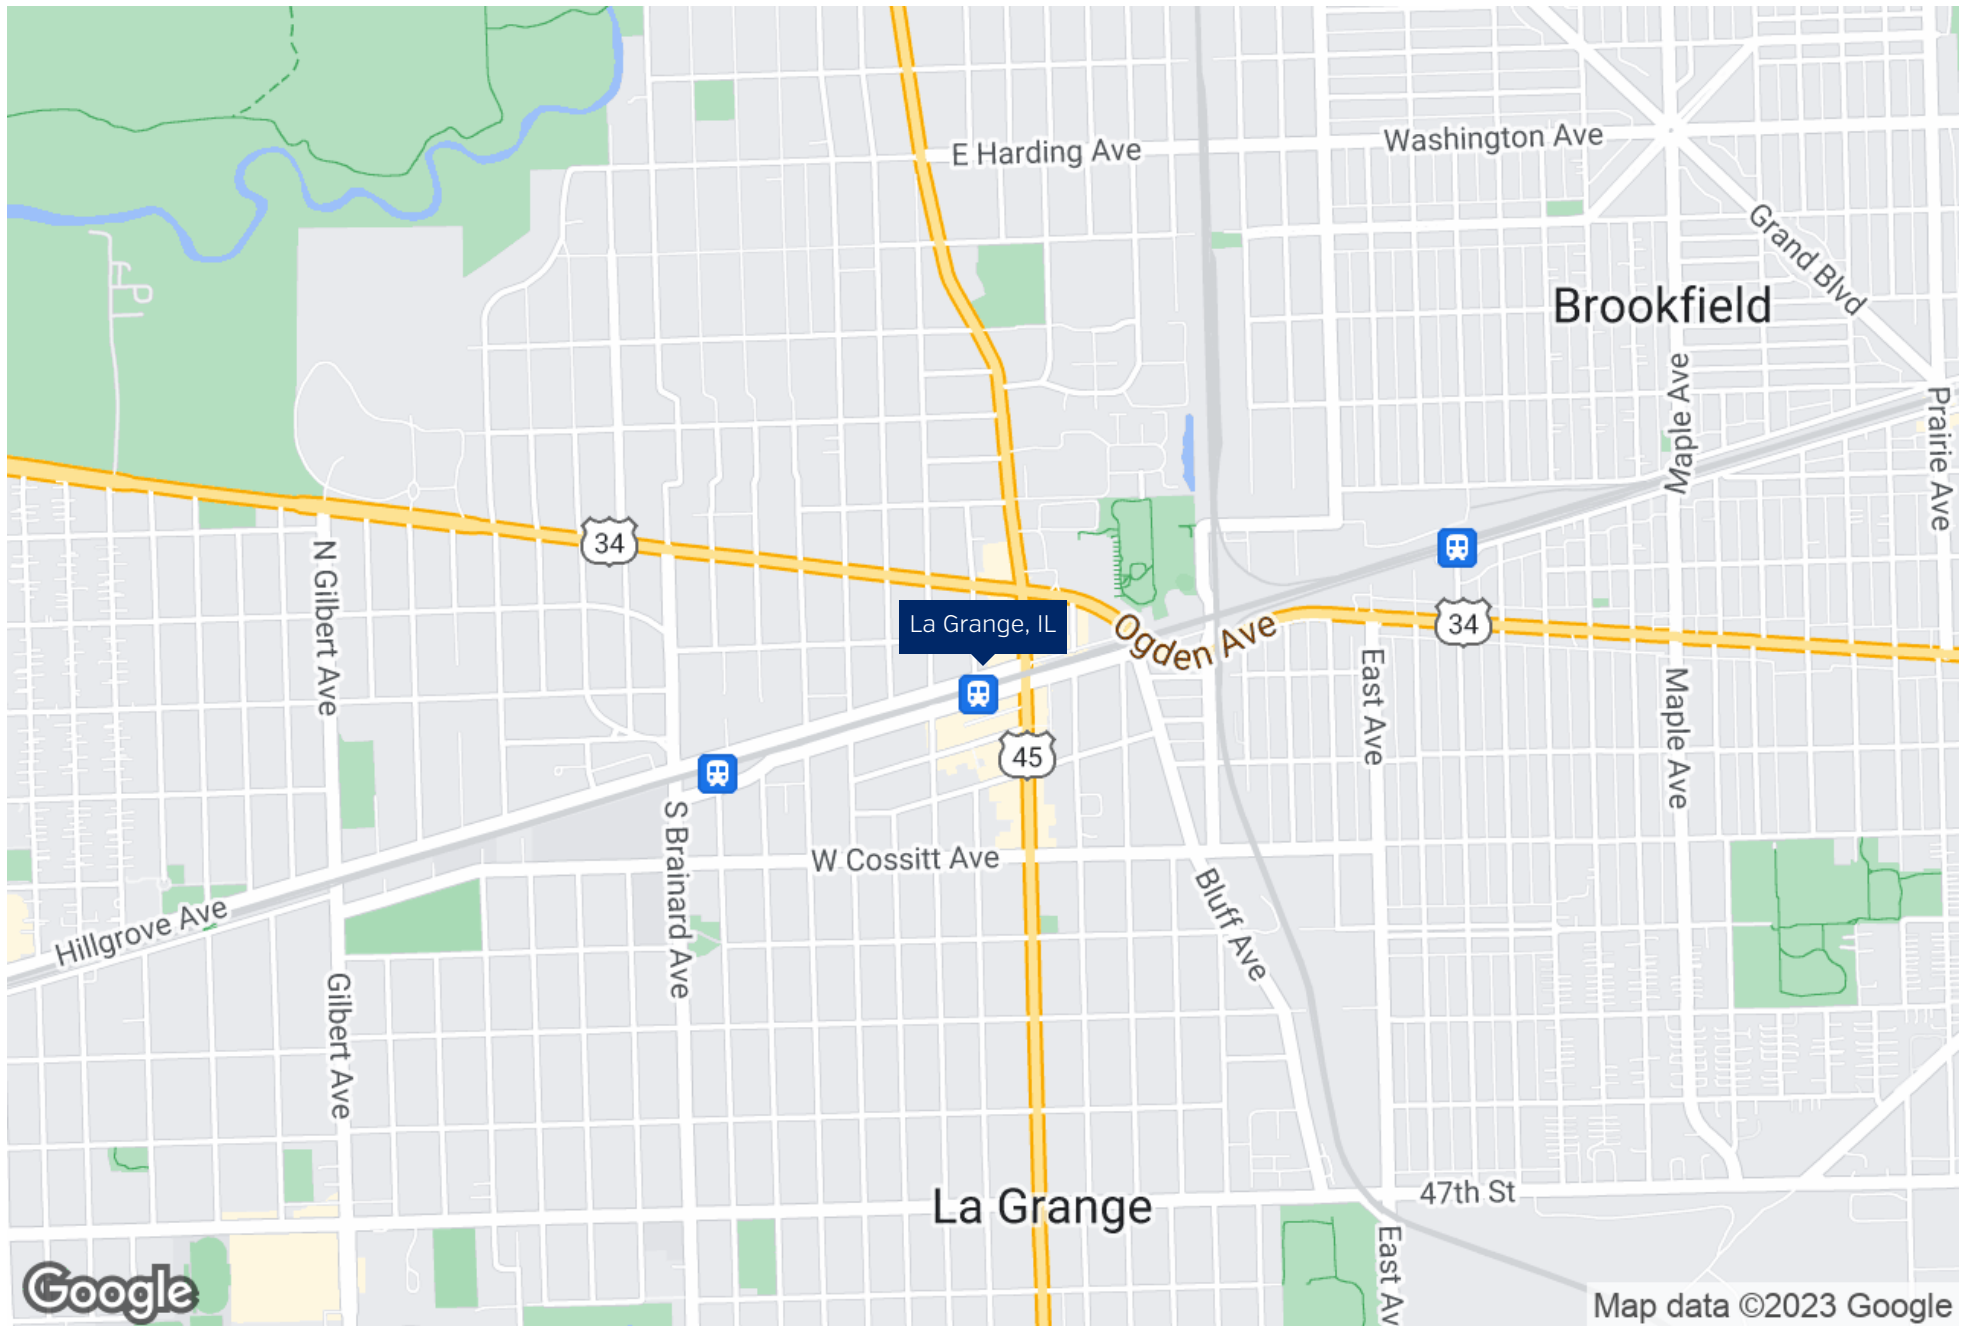 E Harding Ave
Washington Ave
Grand Blvd
Brookfield
Maple Ave
Prairie Ave
34
N Gilbert Ave
La Grange, IL
Ogden Ave
34
East Ave
Maple Ave
45
S Brainard Ave
W Cossitt Ave
Bluff Ave
Hillgrove Ave
Gilbert Ave
47th St
La Grange
East Av
Google
Map data ©2023 Google